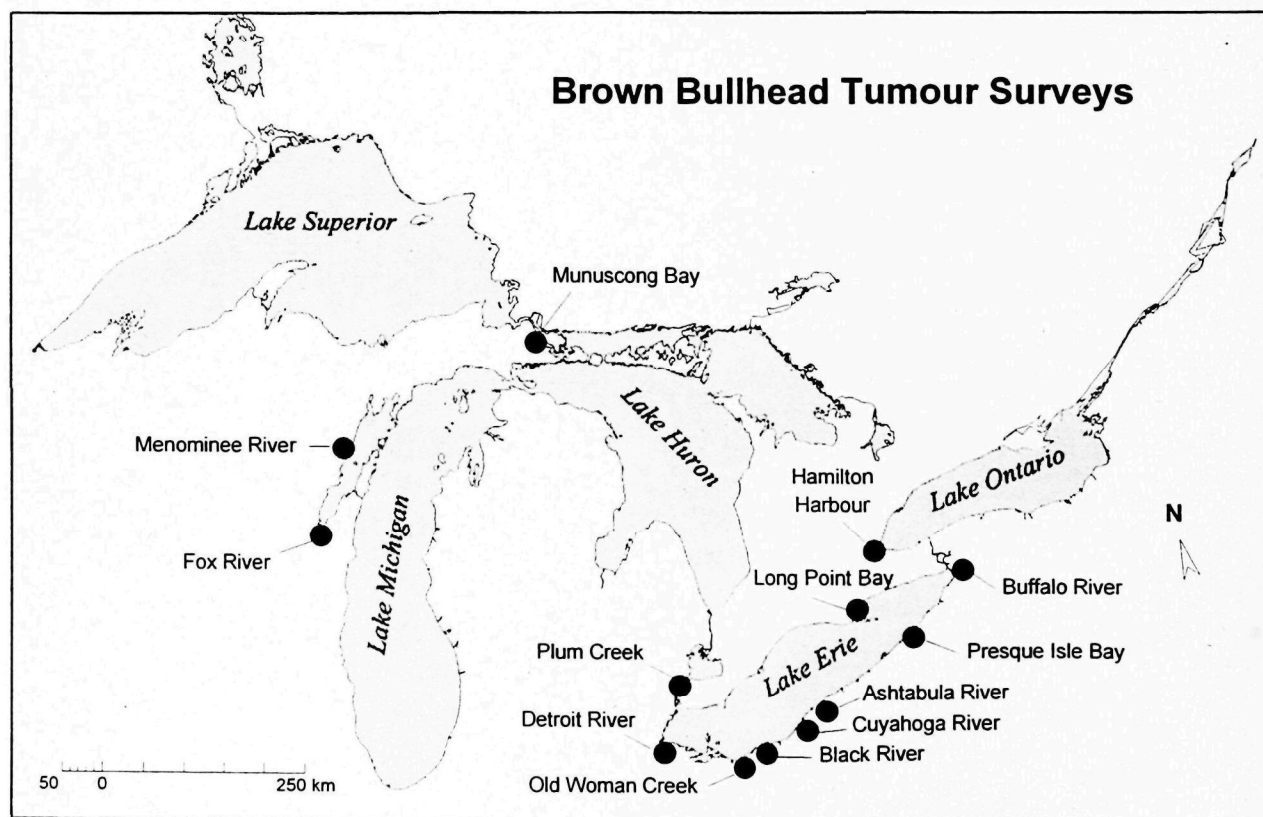 Brown Bullhead Tumour Surveys
Lake Superior
Munuscong Bay
Menominee River
Lake Huron
Hamilton
Harbour
Lake Ontario
N
Fox River
Lake Michigan
Long Point Bay
Buffalo River
Plum Creek
Lake Erie
Presque Isle Bay
Detroit River
Ashtabula River
Cuyahoga River
Black River
Old Woman Creek
50 0 250 km